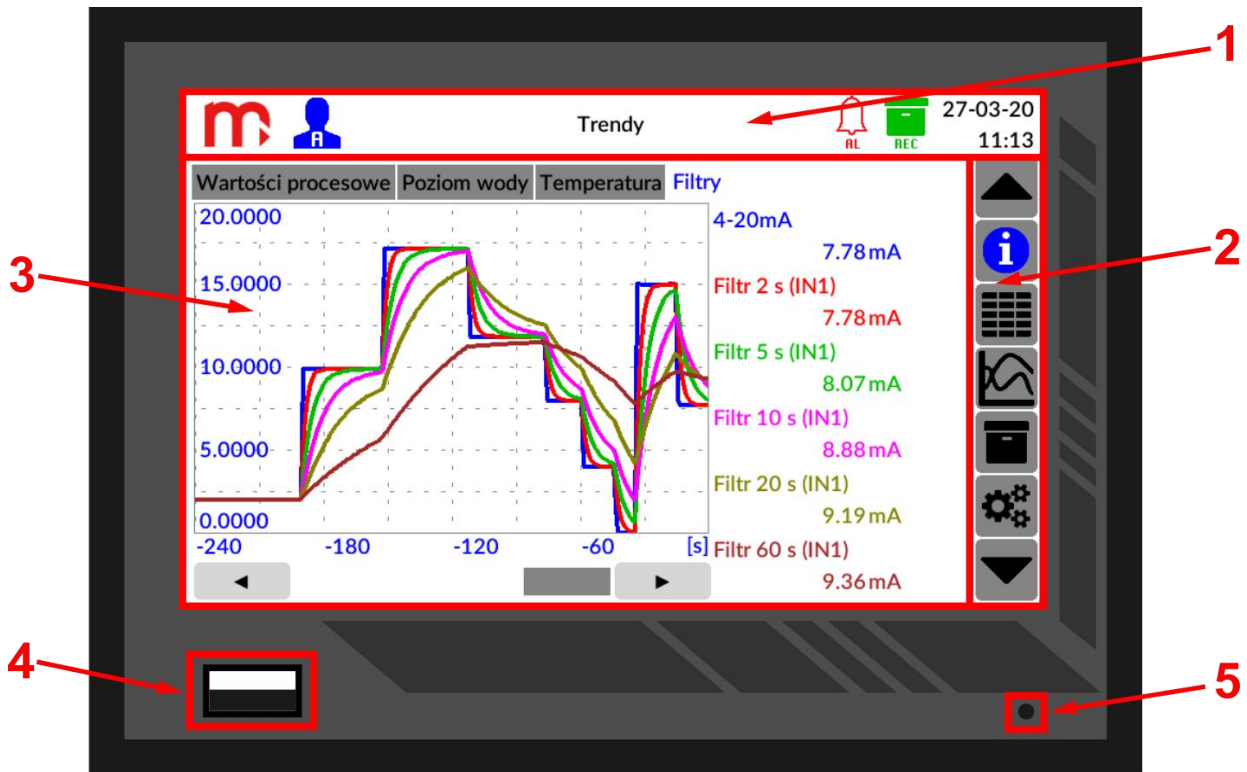 1
m
A
Trendy
AL
REC
27-03-20
11:13
Wartości procesowe Poziom wody Temperatura Filtry
20.0000
15.0000
10.0000
5.0000
0.0000
-240 -180 -120 -60 [s]
4-20mA
7.78 mA
Filtr 2 s (IN1)
7.78 mA
Filtr 5 s (IN1)
8.07 mA
Filtr 10 s (IN1)
8.88 mA
Filtr 20 s (IN1)
9.19 mA
Filtr 60 s (IN1)
9.36 mA
i
2
3
4
5